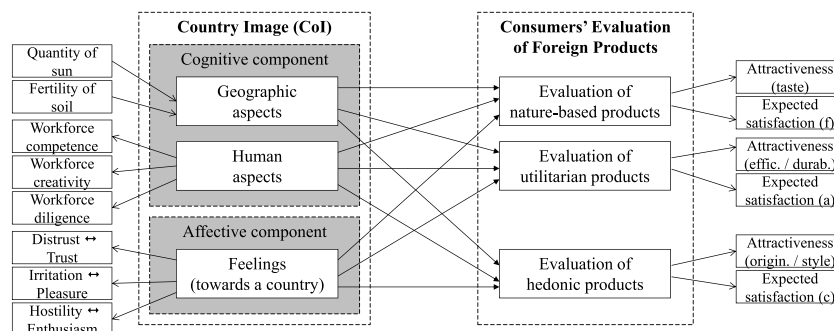 Country Image (CoI)
Consumers' Evaluation
of Foreign Products
Quantity of
sun
Fertility of
soil
Workforce
competence
Workforce
creativity
Workforce
diligence
Distrust ↔
Trust
Irritation ↔
Pleasure
Hostility ↔
Enthusiasm
Cognitive component
Geographic
aspects
Human
aspects
Affective component
Feelings
(towards a country)
Evaluation of
nature-based products
Evaluation of
utilitarian products
Evaluation of
hedonic products
Attractiveness
(taste)
Expected
satisfaction (f)
Attractiveness
(effic. / durab.)
Expected
satisfaction (a)
Attractiveness
(origin. / style)
Expected
satisfaction (c)